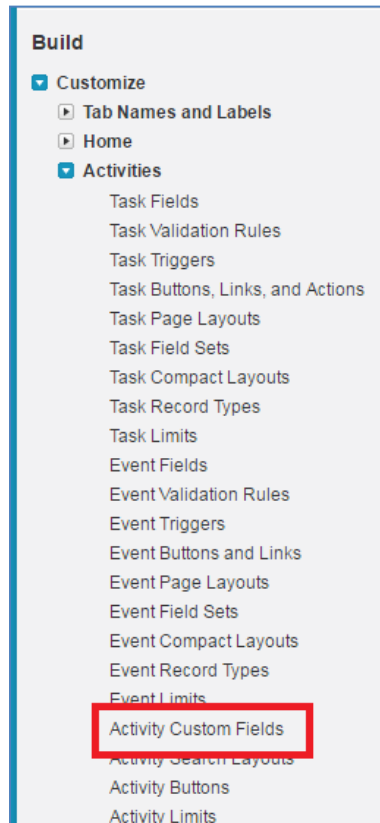 Build
Customize
Tab Names and Labels
Home
Activities
Task Fields
Task Validation Rules
Task Triggers
Task Buttons, Links, and Actions
Task Page Layouts
Task Field Sets
Task Compact Layouts
Task Record Types
Task Limits
Event Fields
Event Validation Rules
Event Triggers
Event Buttons and Links
Event Page Layouts
Event Field Sets
Event Compact Layouts
Event Record Types
Event Limits
Activity Custom Fields
Activity Search Layouts
Activity Buttons
Activity Limits